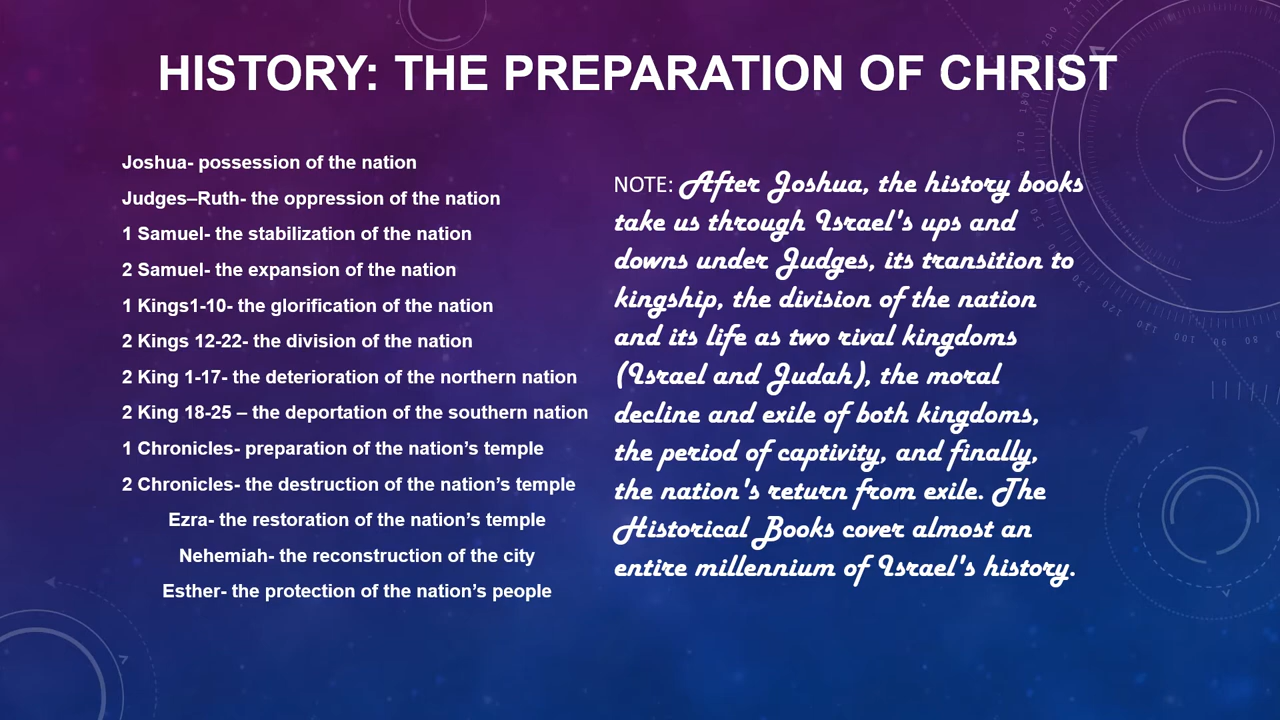 HISTORY: THE PREPARATION OF CHRIST
Joshua- possession of the nation
Judges–Ruth- the oppression of the nation
1 Samuel- the stabilization of the nation
2 Samuel- the expansion of the nation
1 Kings1-10- the glorification of the nation
2 Kings 12-22- the division of the nation
2 King 1-17- the deterioration of the northern nation
2 King 18-25 – the deportation of the southern nation
1 Chronicles- preparation of the nation’s temple
2 Chronicles- the destruction of the nation’s temple
Ezra- the restoration of the nation’s temple
Nehemiah- the reconstruction of the city
Esther- the protection of the nation’s people
NOTE: After Joshua, the history books
take us through Israel's ups and
downs under Judges, its transition to
kingship, the division of the nation
and its life as two rival kingdoms
(Israel and Judah), the moral
decline and exile of both kingdoms,
the period of captivity, and finally,
the nation's return from exile. The
Historical Books cover almost an
entire millennium of Israel's history.